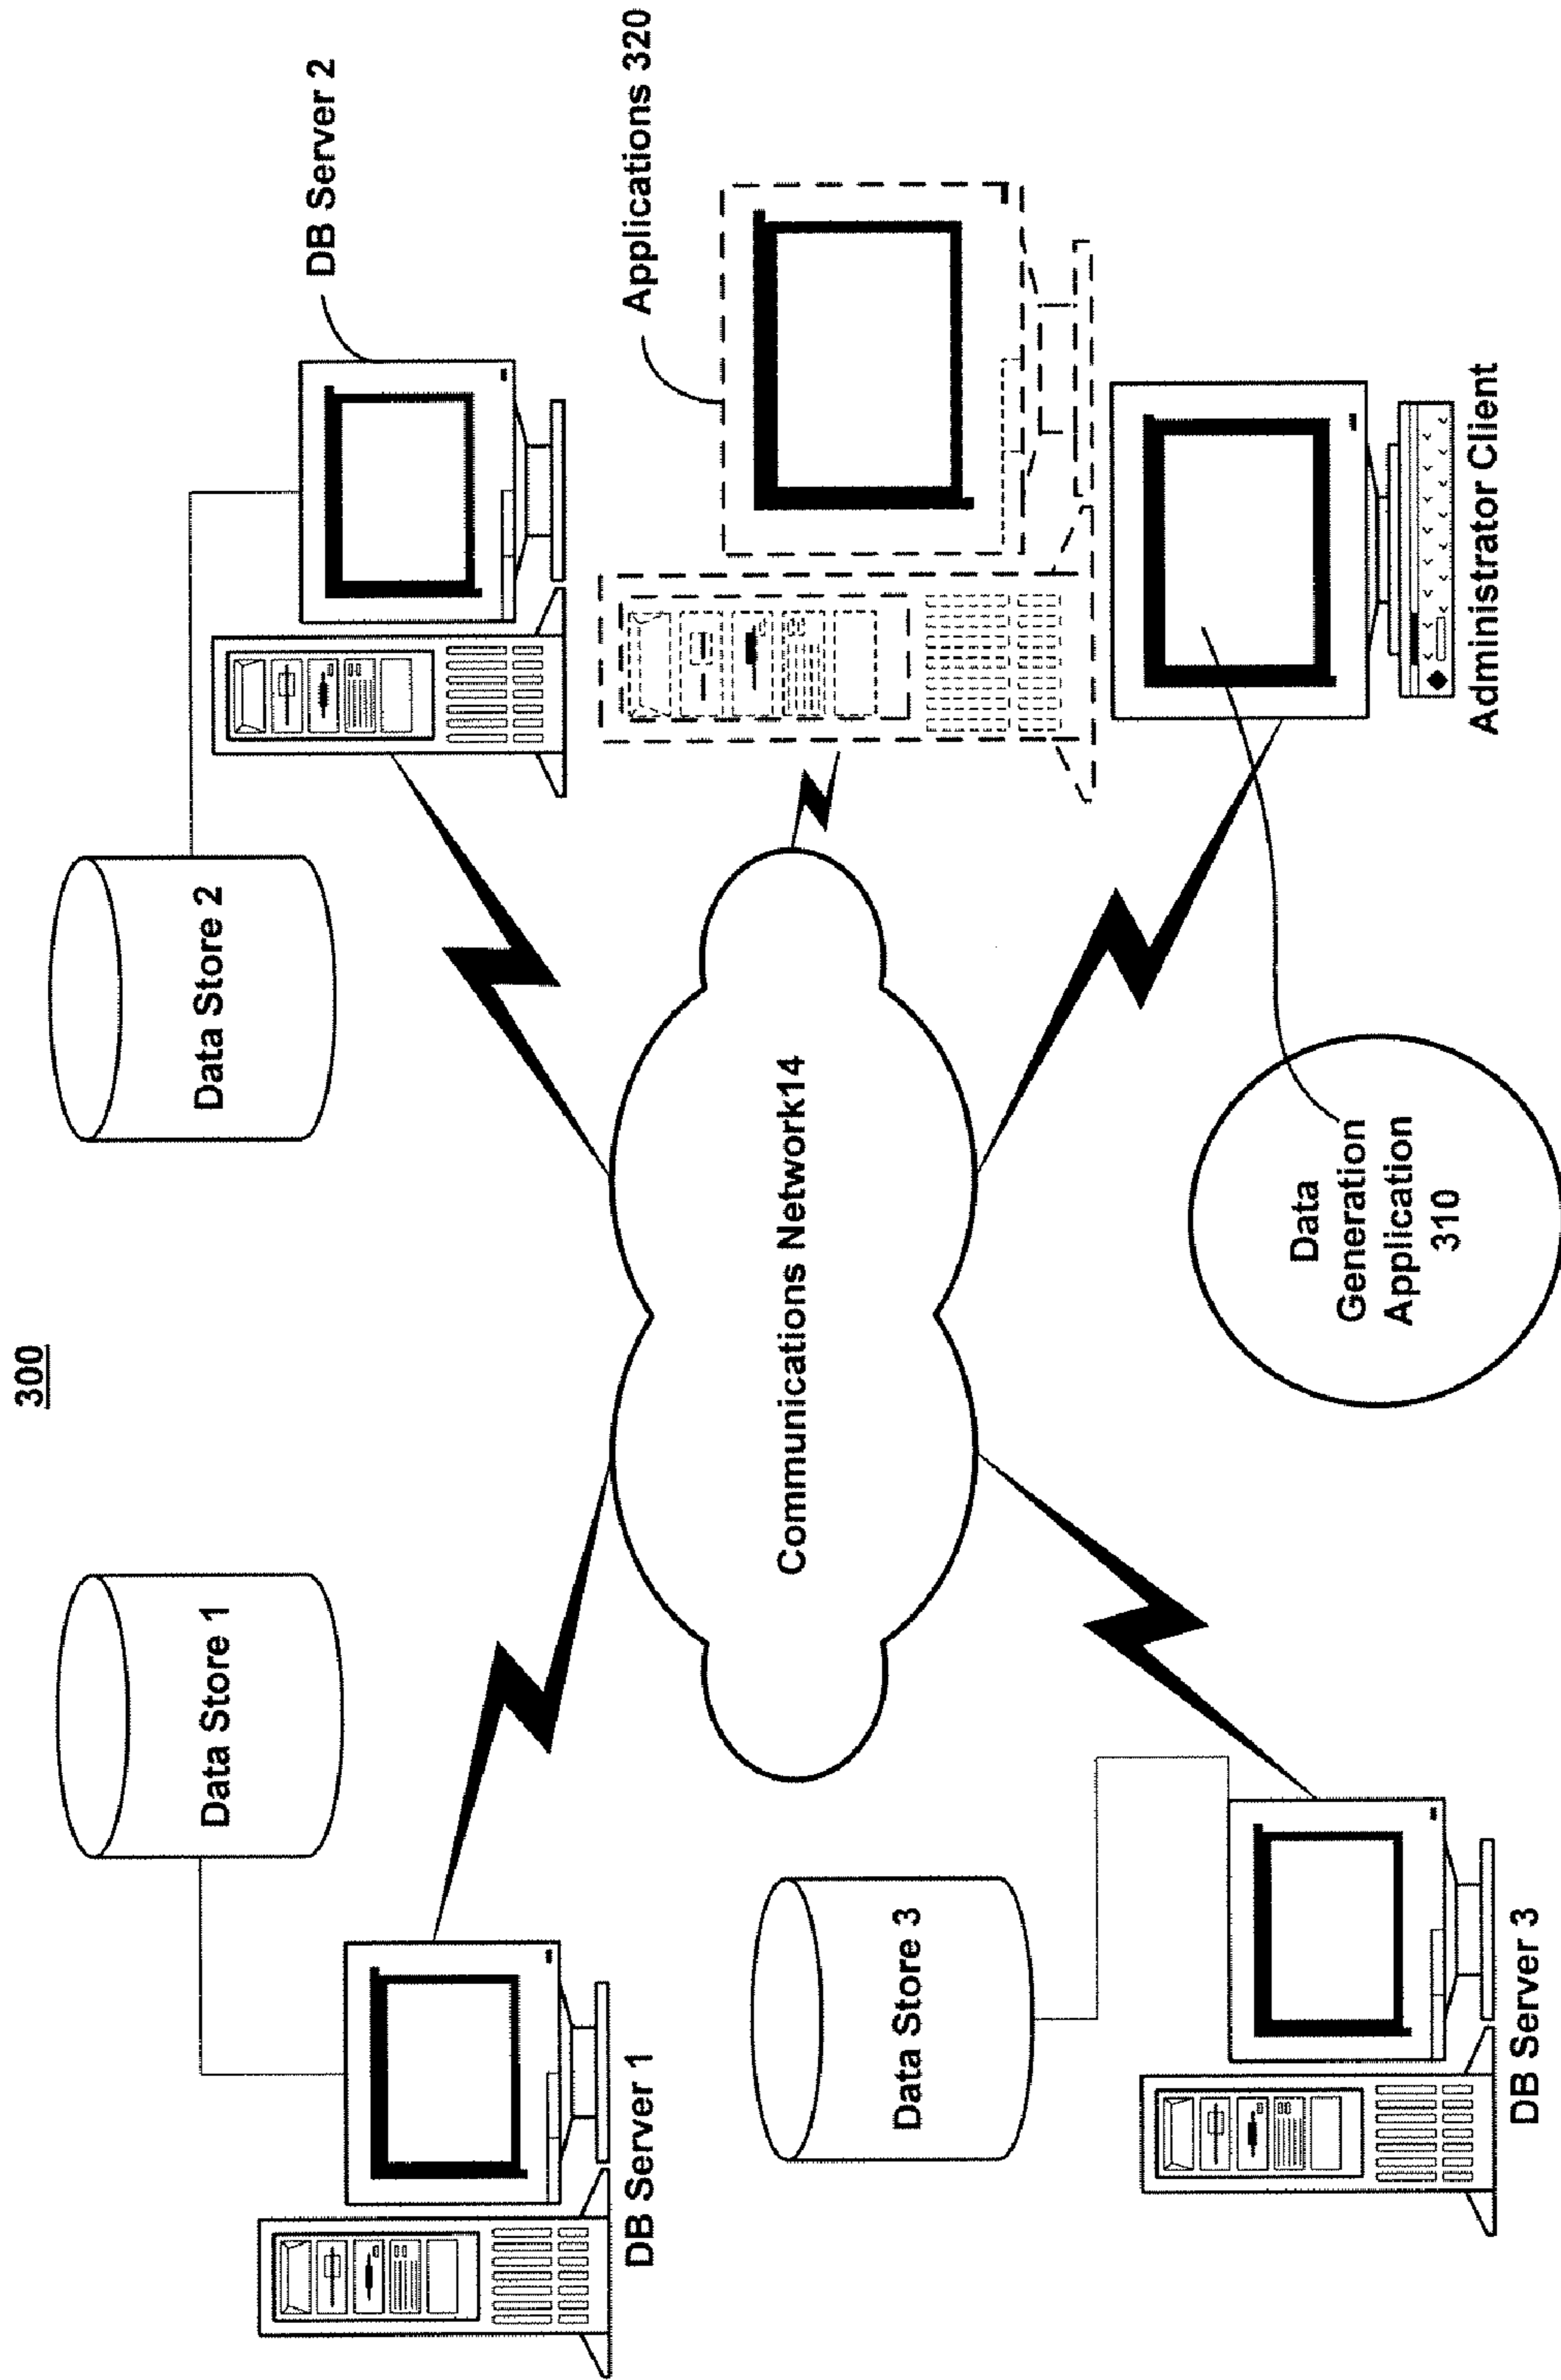 300
Data Store 1
Data Store 2
DB Server 2
DB Server 1
Communications Network14
Applications 320
Data Store 3
Data
Generation
Application
310
Administrator Client
DB Server 3